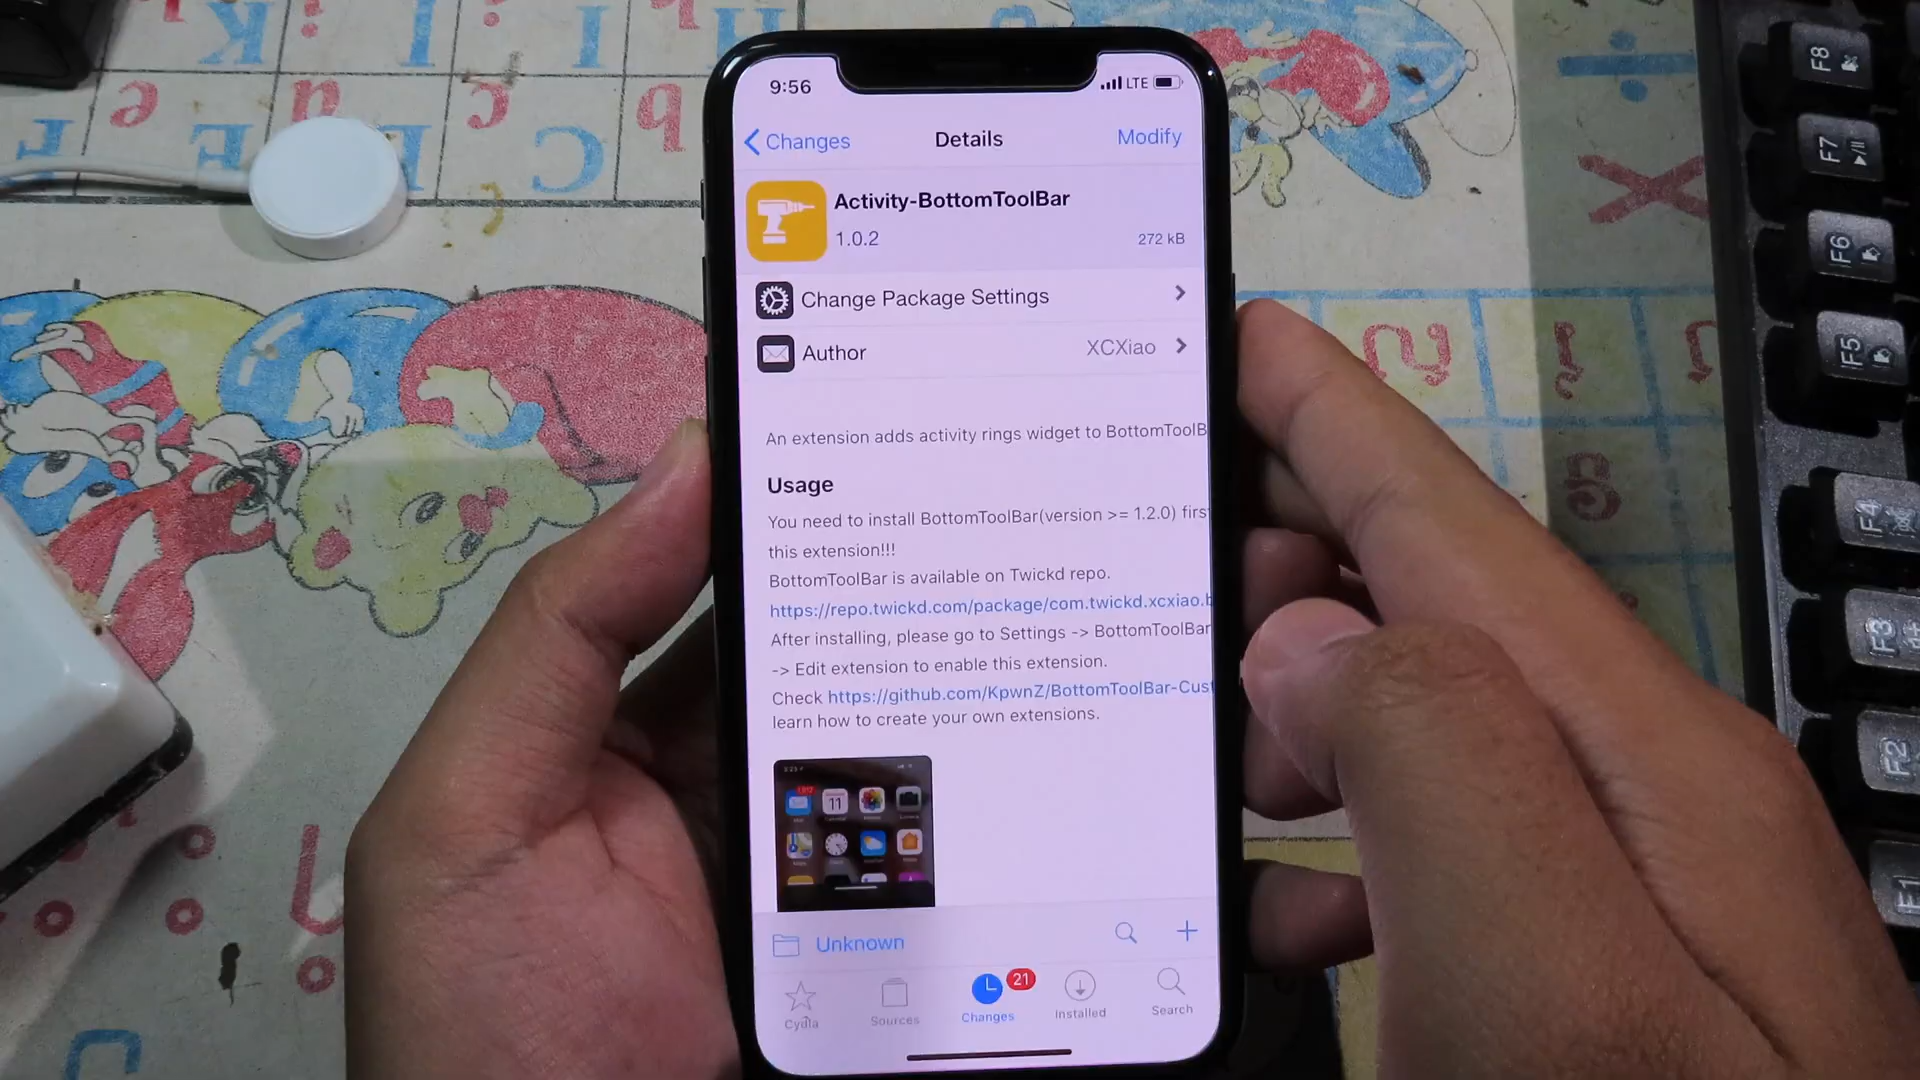 9:56
LTE
Changes
Details
Modify
Activity-BottomToolBar
1.0.2
272 kB
Change Package Settings
Author
XCXiao
An extension adds activity rings widget to BottomToolB
Usage
You need to install BottomToolBar(version >= 1.2.0) first
this extension!!!
BottomToolBar is available on Twickd repo.
https://repo.twickd.com/package/com.twickd.xcxiao.b
After installing, please go to Settings -> BottomToolBar
-> Edit extension to enable this extension.
Check https://github.com/KpwnZ/BottomToolBar-Cust
learn how to create your own extensions.
11
Unknown
Cydia
Sources
Changes
21
Installed
Search
F8
F7
F6
F5
F4
F3
F2
F1
K
k
i
I
H
F
e
E
d
D
c
C
b
÷
X